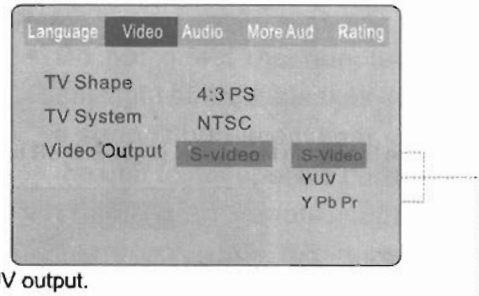 Language Video Audio More Aud Rating
TV Shape 4:3 PS
TV System NTSC
Video Output S-video S-Video
YUV
Y Pb Pr
output.